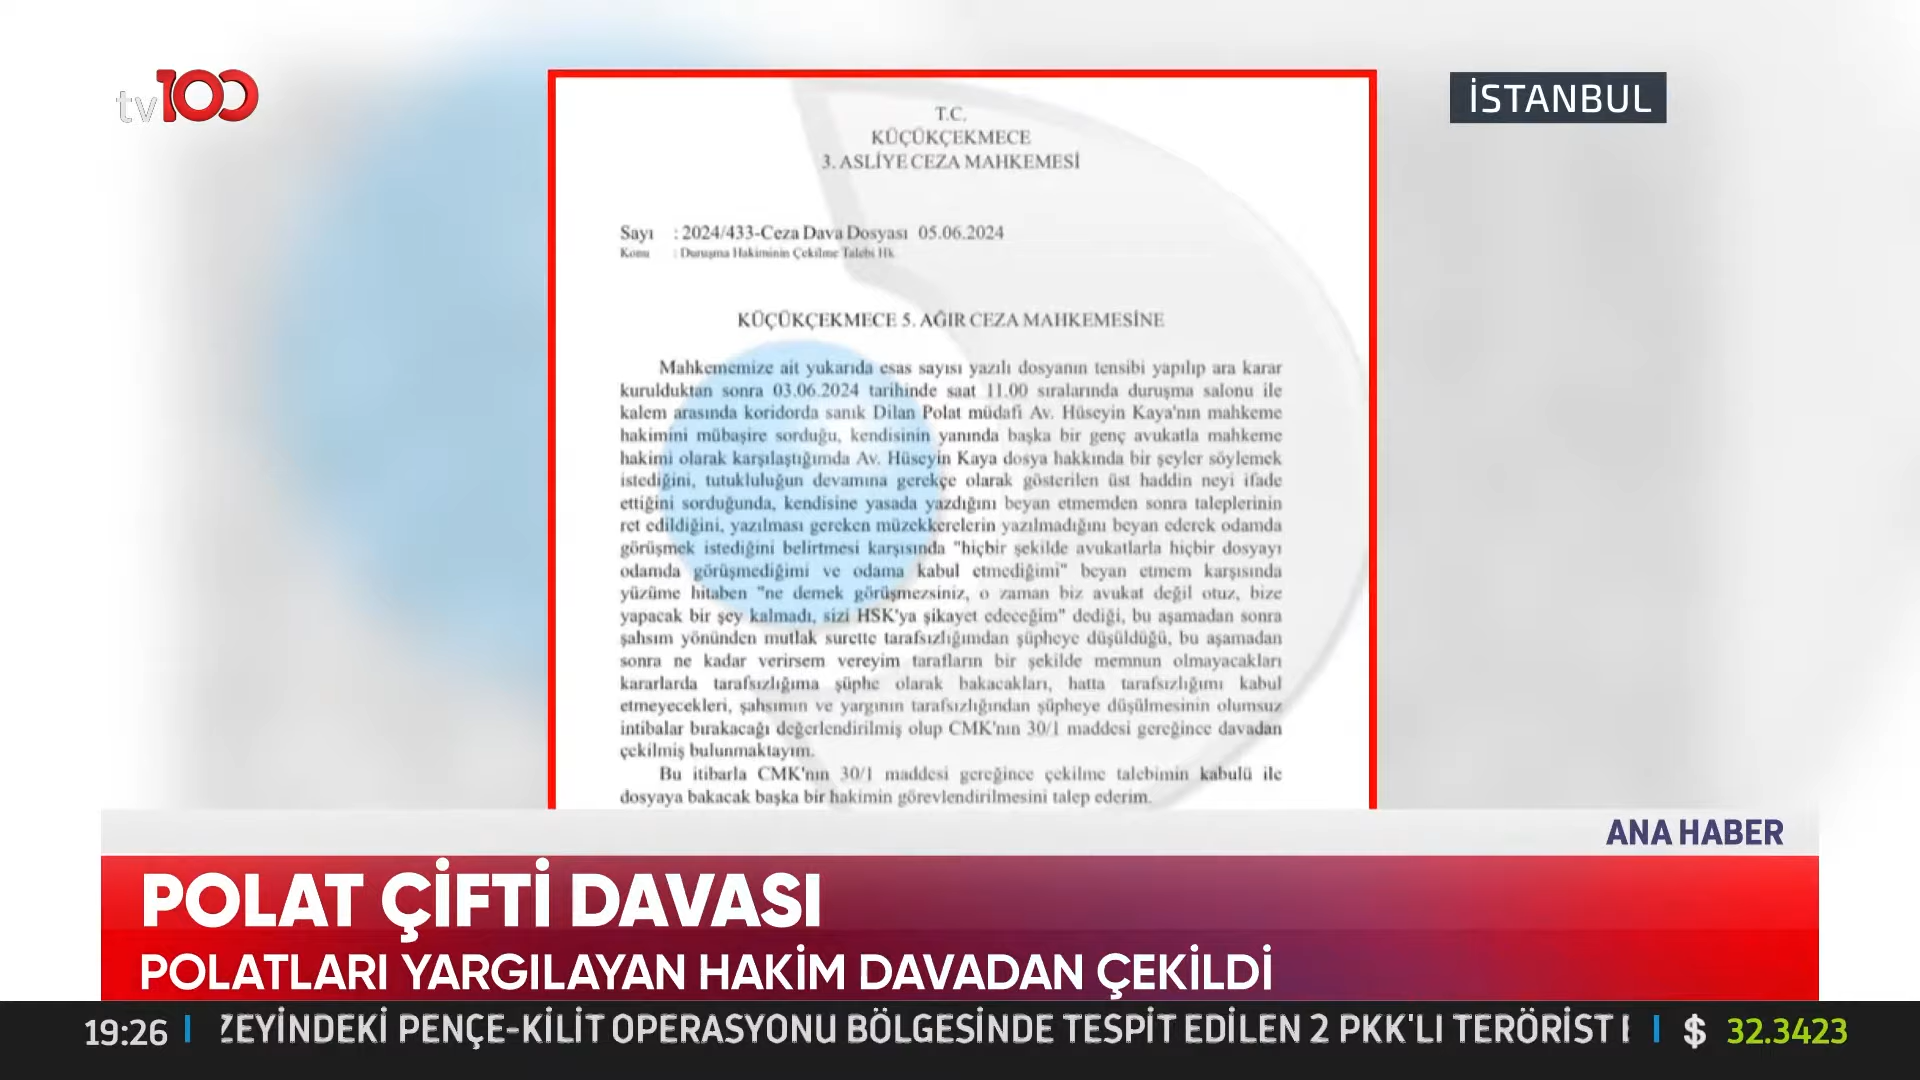 tv100
İSTANBUL
T.C.
KÜÇÜKÇEKMECE
3. ASLİYE CEZA MAHKEMESİ
Sayı : 2024/433-Ceza Dava Dosyası 05.06.2024
Konu : Duruşma Hakiminin Çekilme Talebi Hk.
KÜÇÜKÇEKMECE 5. AĞIR CEZA MAHKEMESİNE
Mahkememize ait yukarıda esas sayısı yazılı dosyanın tensibi yapılıp ara karar
kurulduktan sonra 03.06.2024 tarihinde saat 11.00 sıralarında duruşma salonu ile
kalem arasında koridorda sanık Dilan Polat müdafi Av. Hüseyin Kaya'nın mahkeme
hakimini mübaşire sorduğu, kendisinin yanında başka bir genç avukatla mahkeme
hakimi olarak karşılaştığımda Av. Hüseyin Kaya dosya hakkında bir şeyler söylemek
istediğini, tutukluluğun devamına gerekçe olarak gösterilen üst haddin neyi ifade
ettiğini sorduğunda, kendisine yasada yazdığını beyan etmemden sonra taleplerinin
ret edildiğini, yazılması gereken müzekkerelerin yazılmadığını beyan ederek odamda
görüşmek istediğini belirtmesi karşısında "hiçbir şekilde avukatlarla hiçbir dosyayı
odamda görüşmediğimi ve odama kabul etmediğimi" beyan etmem karşısında
yüzüme hitaben "ne demek görüşmezsiniz, o zaman biz avukat değil otuz, bize
yapacak bir şey kalmadı, sizi HSK'ya şikayet edeceğim" dediği, bu aşamadan sonra
şahsım yönünden mutlak surette tarafsızlığımdan şüpheye düşüldüğü, bu aşamadan
sonra ne kadar verirsem vereyim tarafların bir şekilde memnun olmayacakları
kararlarda tarafsızlığıma şüphe olarak bakacakları, hatta tarafsızlığımı kabul
etmeyecekleri, şahsımın ve yargının tarafsızlığından şüpheye düşülmesinin olumsuz
intibalar bırakacağı değerlendirilmiş olup CMK'nın 30/1 maddesi gereğince davadan
çekilmiş bulunmaktayım.
Bu itibarla CMK'nın 30/1 maddesi gereğince çekilme talebimin kabulü ile
dosyaya bakacak başka bir hakimin görevlendirilmesini talep ederim.
ANA HABER
POLAT ÇİFTİ DAVASI
POLATLARI YARGILAYAN HAKİM DAVADAN ÇEKİLDİ
19:26 ZEYİNDEKİ PENÇE-KİLİT OPERASYONU BÖLGESİNDE TESPİT EDİLEN 2 PKK'LI TERÖRİST $ 32.3423